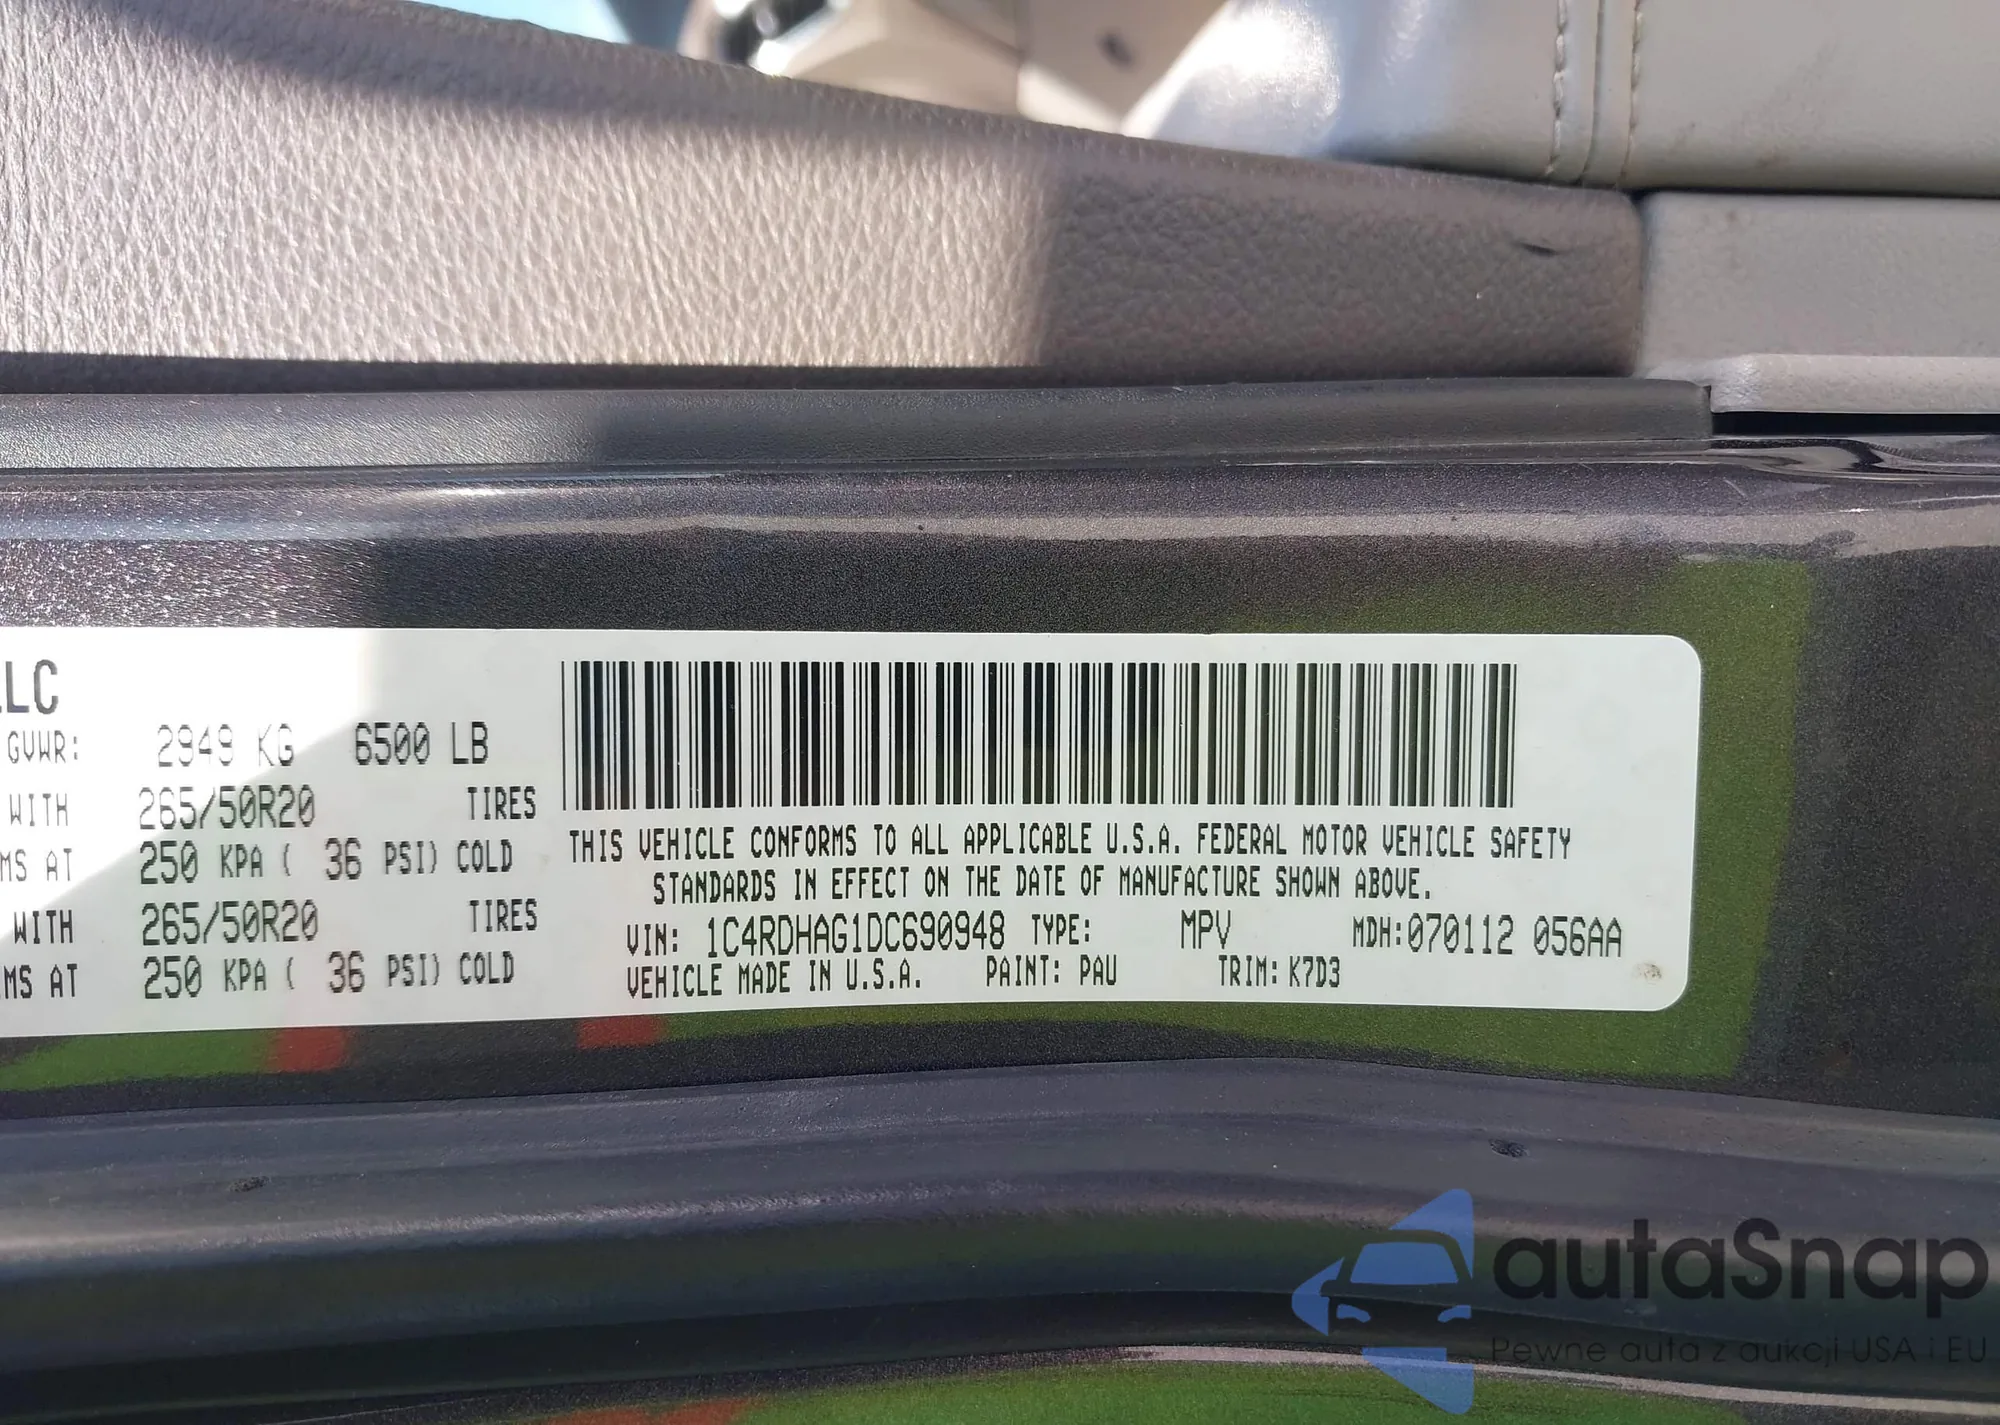 LLC
GVWR: 2949 KG 6500 LB
WITH 265/50R20 TIRES
MS AT 250 KPA ( 36 PSI) COLD
WITH 265/50R20 TIRES
MS AT 250 KPA ( 36 PSI) COLD
THIS VEHICLE CONFORMS TO ALL APPLICABLE U.S.A. FEDERAL MOTOR VEHICLE SAFETY
STANDARDS IN EFFECT ON THE DATE OF MANUFACTURE SHOWN ABOVE.
VIN: 1C4RDHAG1DC690948 TYPE: MPV MDH:070112 056AA
VEHICLE MADE IN U.S.A. PAINT: PAU TRIM: K7D3
autaSnap
Pewne auta z aukcji USA i EU